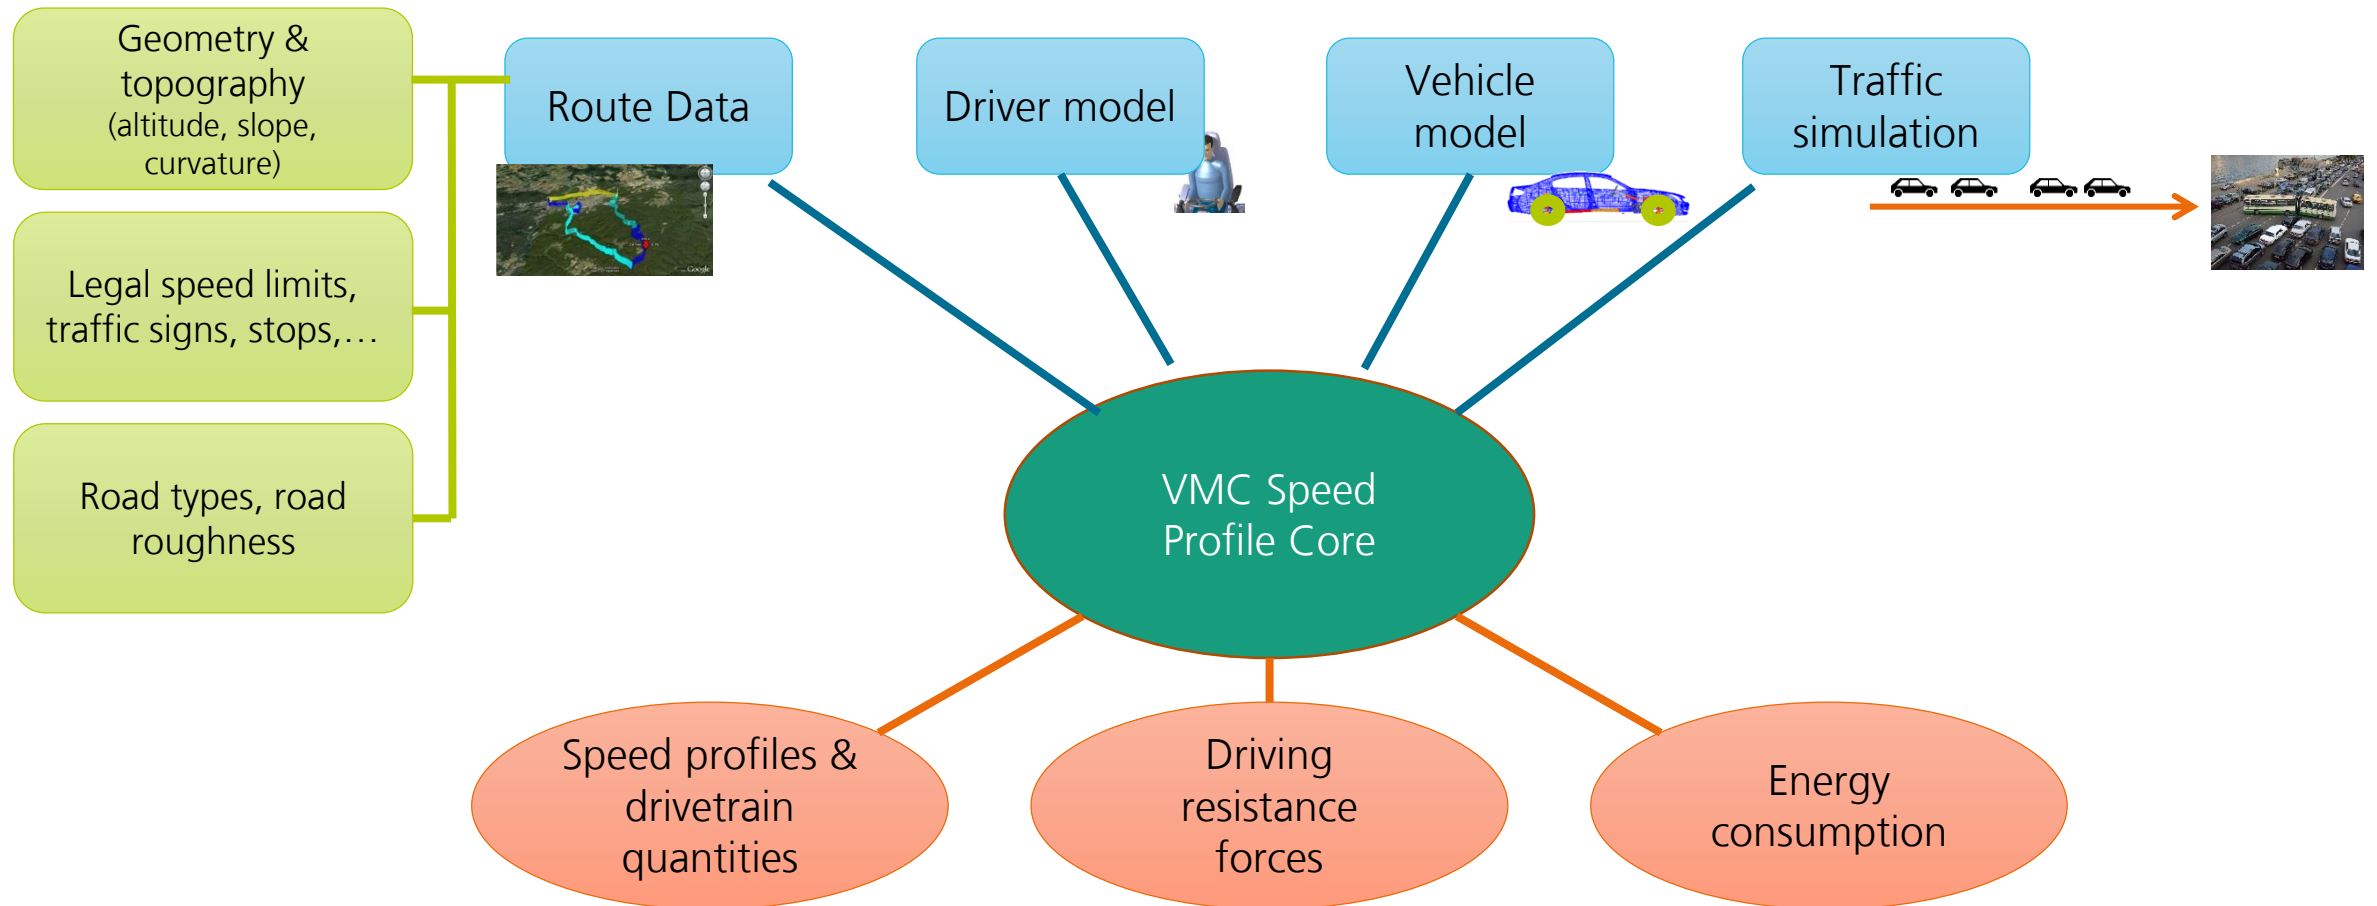 Geometry &
topography
(altitude, slope,
curvature)
Legal speed limits,
traffic signs, stops,…
Road types, road
roughness
Route Data
Google
Driver model
Vehicle
model
Traffic
simulation
VMC Speed
Profile Core
Speed profiles &
drivetrain
quantities
Driving
resistance
forces
Energy
consumption